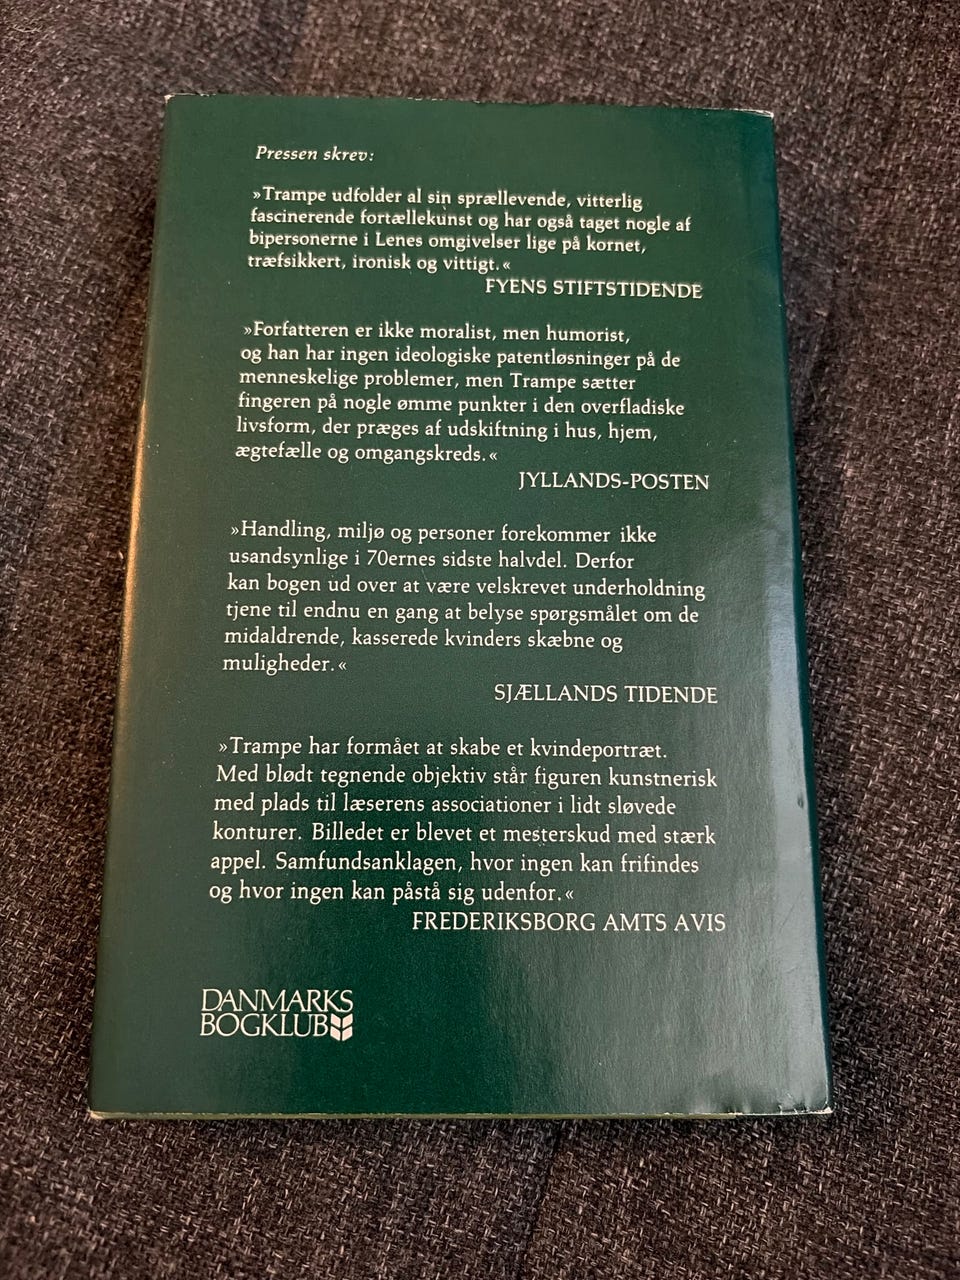 Pressen skrev:
»Trampe udfolder al sin sprællevende, vitterlig
fascinerende fortællekunst og har også taget nogle af
bipersonerne i Lenes omgivelser lige på kornet,
træfsikkert, ironisk og vittigt.«
FYENS STIFTSTIDENDE
»Forfatteren er ikke moralist, men humorist,
og han har ingen ideologiske patentløsninger på de
menneskelige problemer, men Trampe sætter
fingeren på nogle ømme punkter i den overfladiske
livsform, der præges af udskiftning i hus, hjem,
ægtefælle og omgangskreds.«
JYLLANDS-POSTEN
»Handling, miljø og personer forekommer ikke
usandsynlige i 70ernes sidste halvdel. Derfor
kan bogen ud over at være velskrevet underholdning
tjene til endnu en gang at belyse spørgsmålet om de
midaldrende, kasserede kvinders skæbne og
muligheder.«
SJÆLLANDS TIDENDE
»Trampe har formået at skabe et kvindeportræt.
Med blødt tegnende objektiv står figuren kunstnerisk
med plads til læserens associationer i lidt sløvede
konturer. Billedet er blevet et mesterskud med stærk
appel. Samfundsanklagen, hvor ingen kan frifindes
og hvor ingen kan påstå sig udenfor.«
FREDERIKSBORG AMTS AVIS
DANMARKS
BOGKLUB